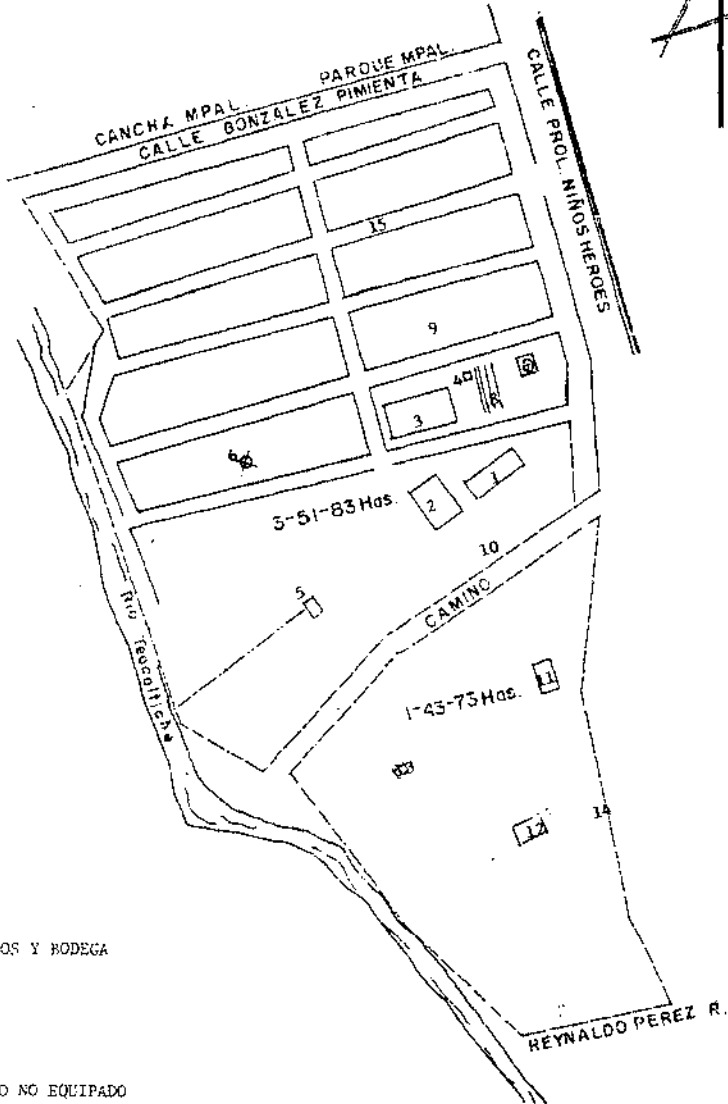 PARQUE MPAL.
CANCHA MPAL.
CALLE GONZALEZ PIMIENTA
CALLE PROL. NIÑOS HEROES
15
9
4
3
6
1
2
5-51-83 Has.
10
CAMINO
5
Rio Teocaltiche
11
1-43-73 Has.
12
14
OS Y BODEGA
REYNALDO PEREZ R.
O NO EQUIPADO